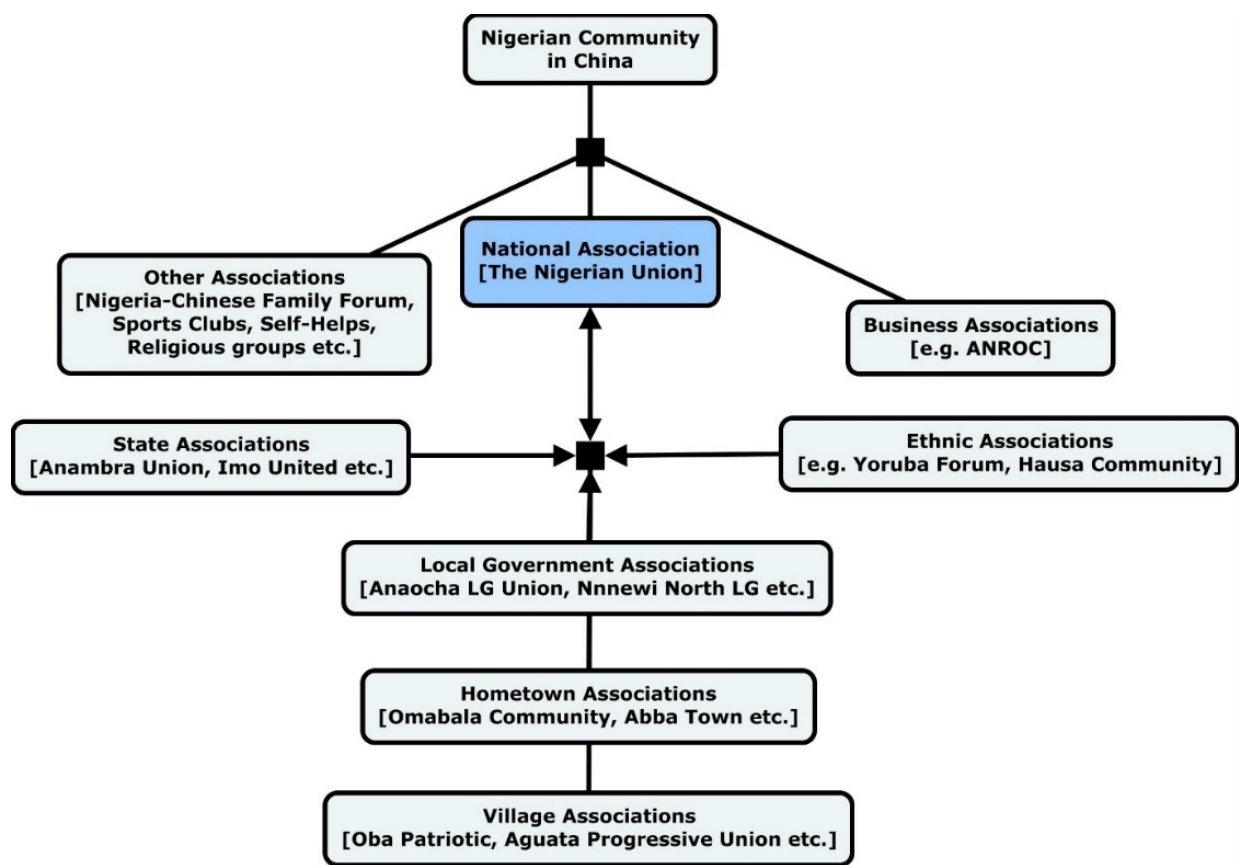 Nigerian Community
in China
National Association
[The Nigerian Union]
Other Associations
[Nigeria-Chinese Family Forum,
Sports Clubs, Self-Helps,
Religious groups etc.]
Business Associations
[e.g. ANROC]
State Associations
[Anambra Union, Imo United etc.]
Ethnic Associations
[e.g. Yoruba Forum, Hausa Community]
Local Government Associations
[Anaocha LG Union, Nnnewi North LG etc.]
Hometown Associations
[Omabala Community, Abba Town etc.]
Village Associations
[Oba Patriotic, Aguata Progressive Union etc.]